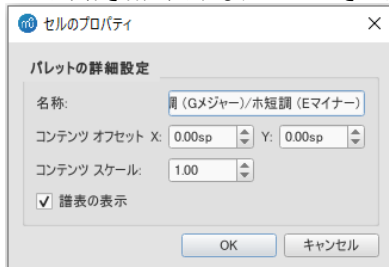 セルのプロパティ
パレットの詳細設定
名称: 調 (Gメジャー)/ホ短調 (Eマイナー)
コンテンツ オフセット X: 0.00sp Y: 0.00sp
コンテンツ スケール: 1.00
譜表の表示
OK キャンセル